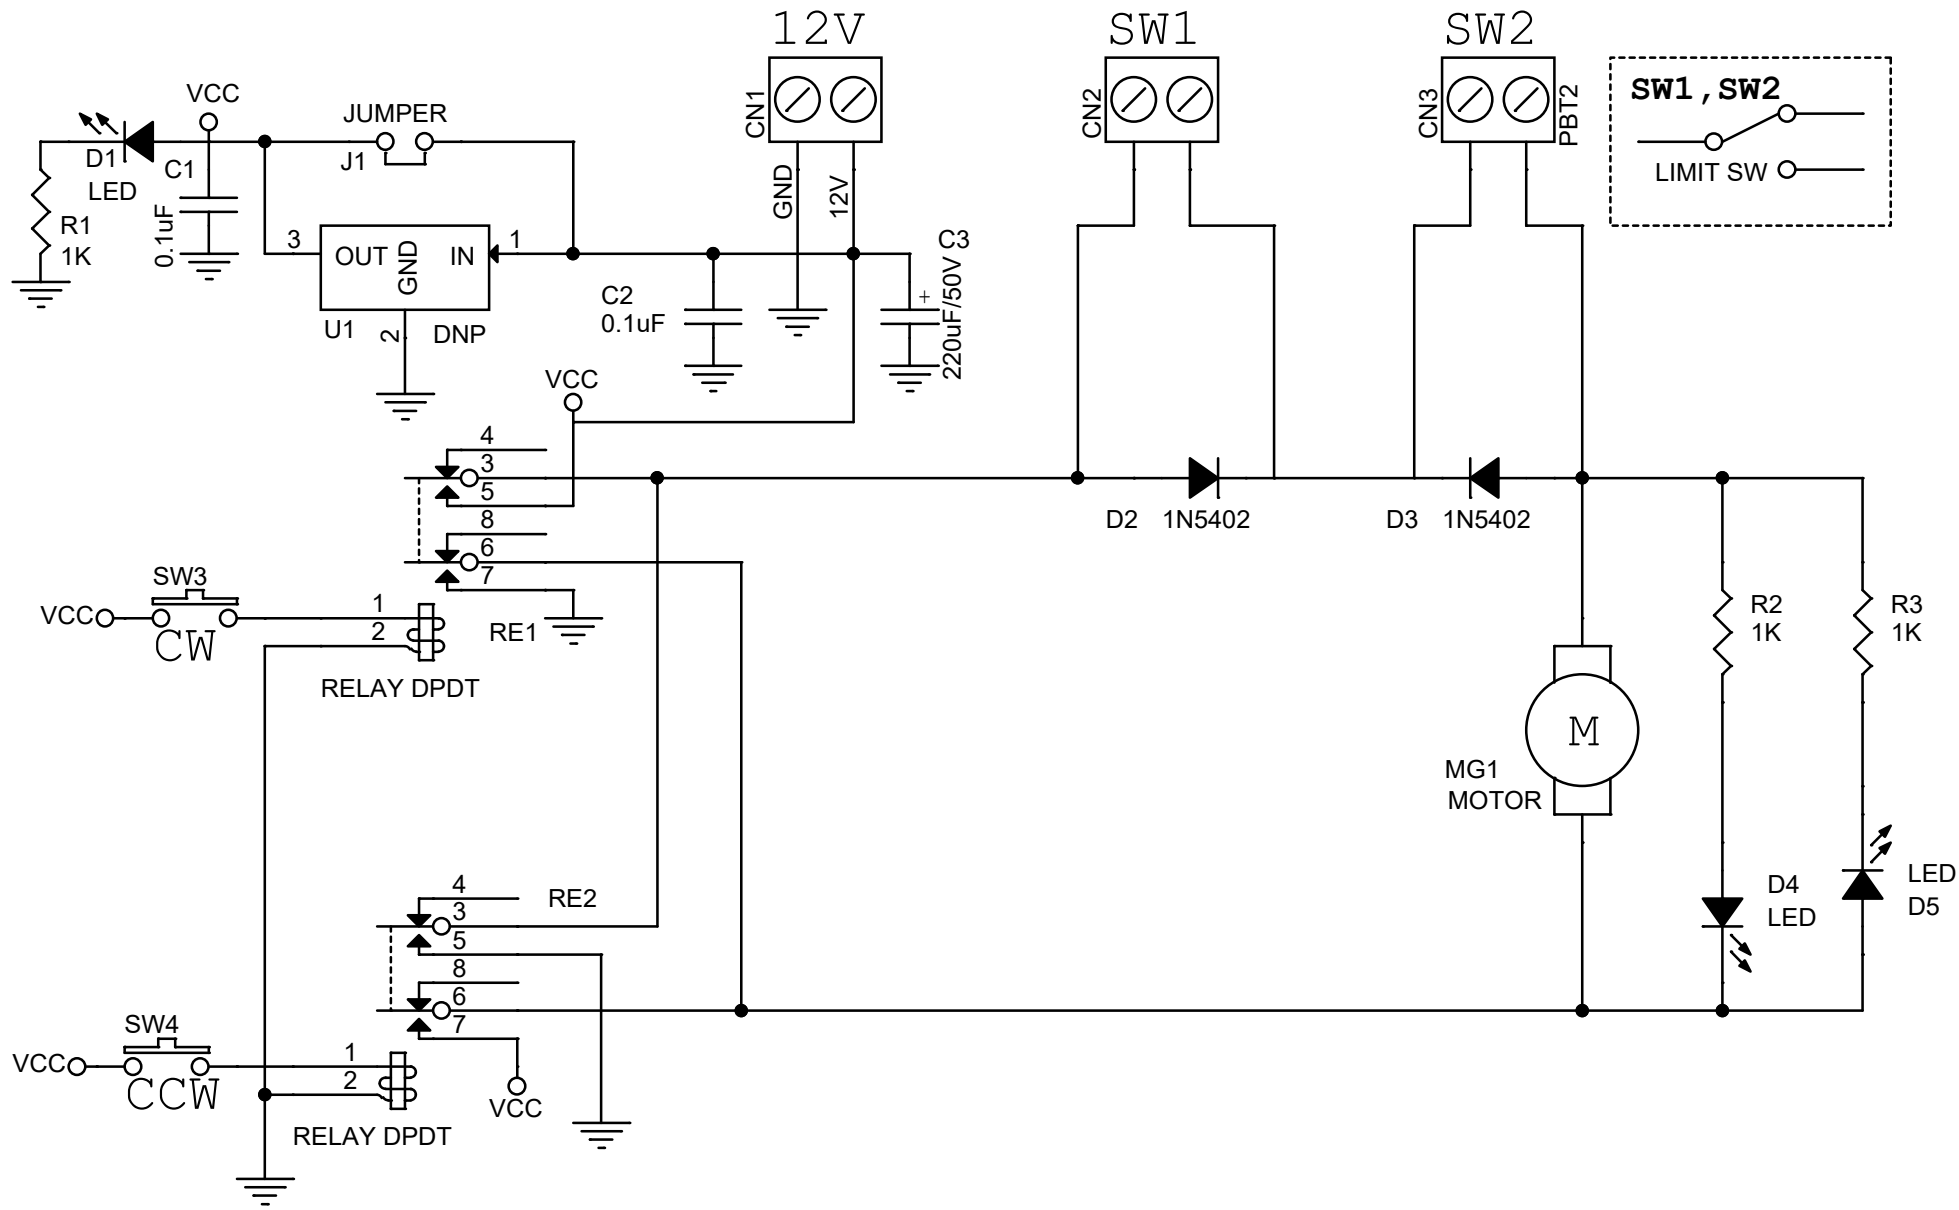 12V
SW1
SW2
CN1
CN2
CN3
PBT2
SW1,SW2
LIMIT SW
VCC
JUMPER
J1
D1
LED
C1
0.1uF
R1
1K
GND
12V
3
OUT
GND
IN
1
U1
2
DNP
C2
0.1uF
C3
+
220uF/50V
VCC
4
3
5
8
6
7
D2
1N5402
D3
1N5402
SW3
VCC
CW
1
2
RE1
RELAY DPDT
R2
1K
R3
1K
M
MG1
MOTOR
4
3
5
8
6
7
RE2
D4
LED
LED
D5
SW4
VCC
CCW
1
2
VCC
RELAY DPDT